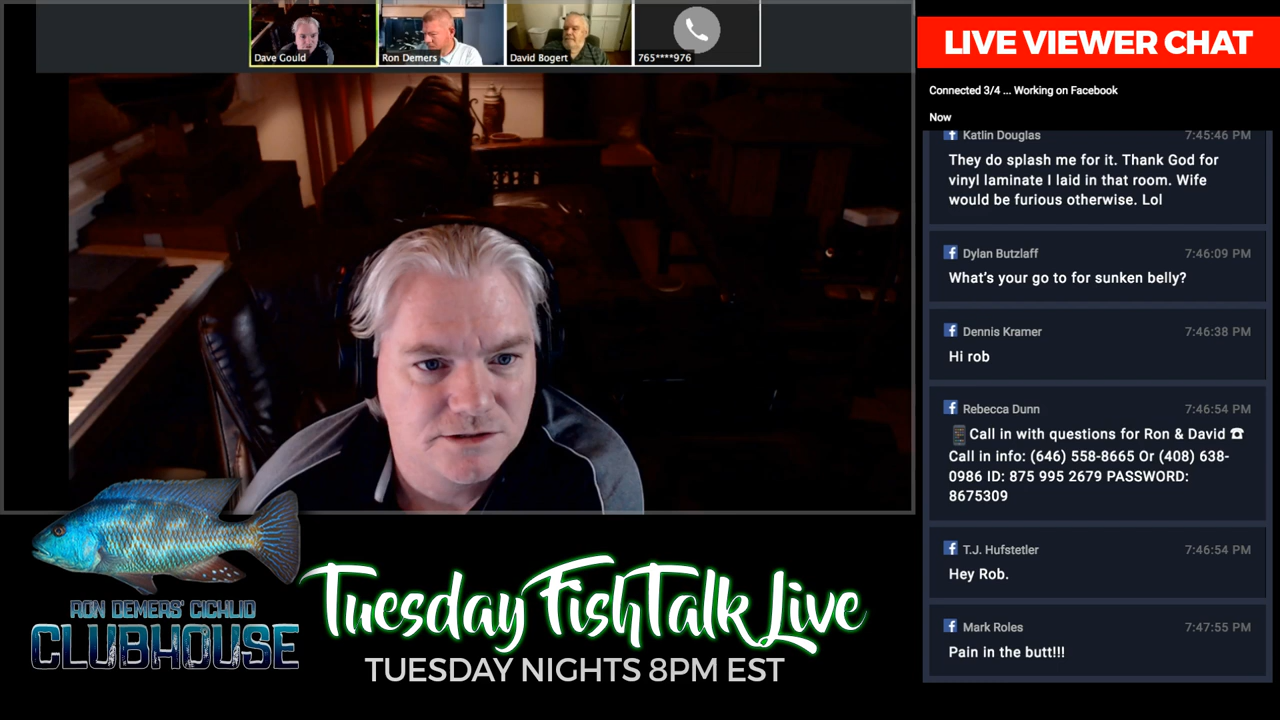 Dave Gould
Ron Demers
David Bogert
765****976
LIVE VIEWER CHAT
Connected 3/4 ... Working on Facebook
Now
Katlin Douglas 7:45:46 PM
They do splash me for it. Thank God for
vinyl laminate I laid in that room. Wife
would be furious otherwise. Lol
Dylan Butzlaff 7:46:09 PM
What's your go to for sunken belly?
Dennis Kramer 7:46:38 PM
Hi rob
Rebecca Dunn 7:46:54 PM
📱Call in with questions for Ron & David ☎
Call in info: (646) 558-8665 Or (408) 638-
0986 ID: 875 995 2679 PASSWORD:
8675309
T.J. Hufstetler 7:46:54 PM
Hey Rob.
Mark Roles 7:47:55 PM
Pain in the butt!!!
RON DEMERS' CICHLID
CLUBHOUSE
Tuesday FishTalk Live
TUESDAY NIGHTS 8PM EST